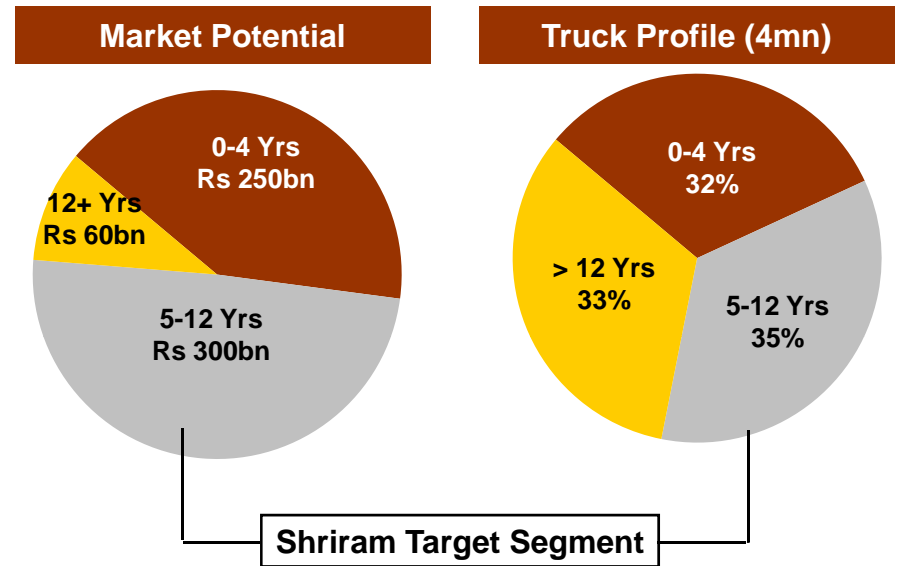 Market Potential
0-4 Yrs
Rs 250bn
12+ Yrs
Rs 60bn
5-12 Yrs
Rs 300bn
Truck Profile (4mn)
0-4 Yrs
32%
> 12 Yrs
33%
5-12 Yrs
35%
Shriram Target Segment